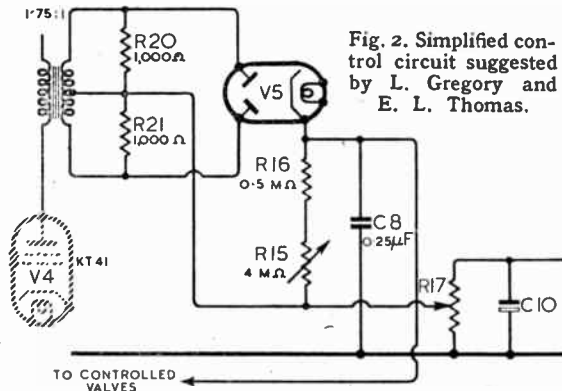 1·75:1
R20
1,000Ω
R21
1,000Ω
V5
Fig. 2. Simplified con-
trol circuit suggested
by L. Gregory and
E. L. Thomas.
R16
0·5 MΩ
C8
0·25μF
R15
4 MΩ
R17
C10
V4
KT41
TO CONTROLLED
VALVES